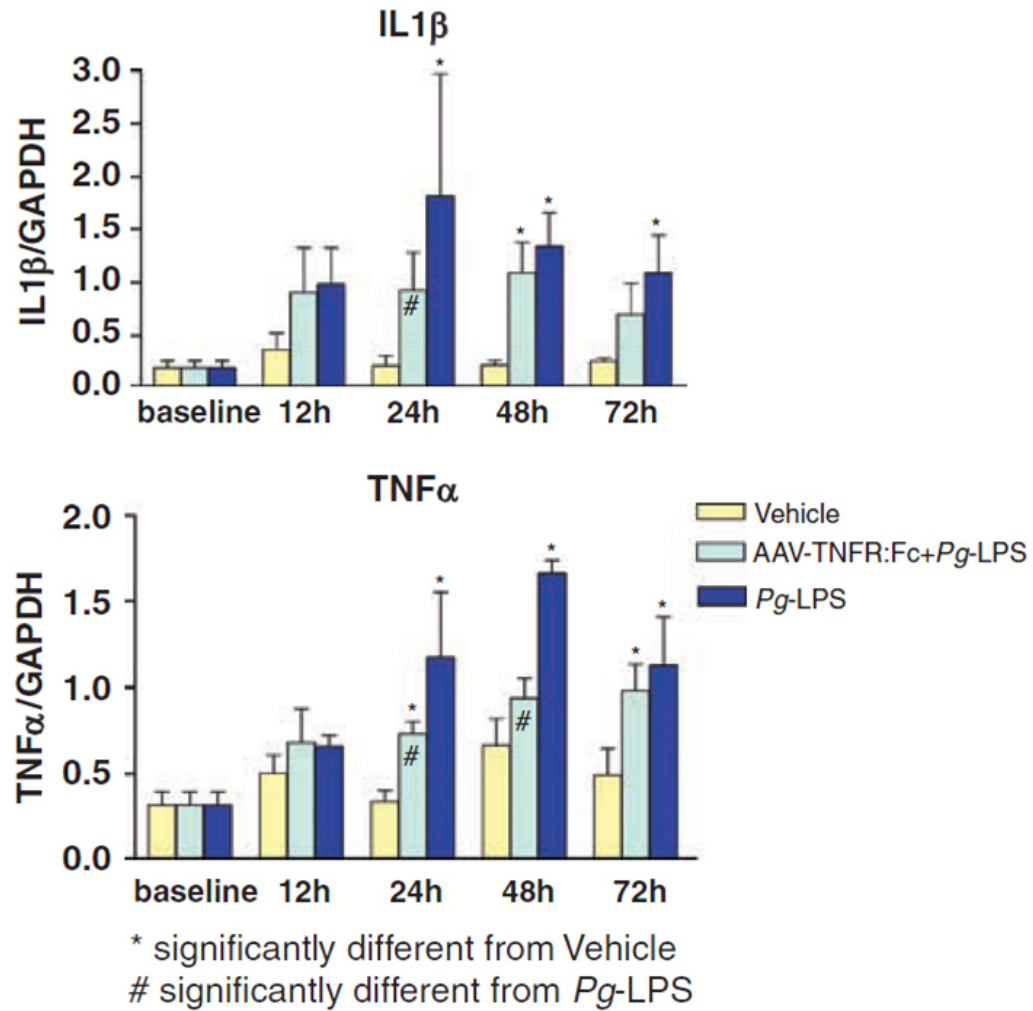 IL1β
IL1β/GAPDH
3.0
2.5
2.0
1.5
1.0
0.5
0.0
* * * * *
#
baseline 12h 24h 48h 72h
TNFα
TNFα/GAPDH
2.0
1.5
1.0
0.5
0.0
* * * * *
# #
baseline 12h 24h 48h 72h
Vehicle
AAV-TNFR:Fc+Pg-LPS
Pg-LPS
* significantly different from Vehicle
# significantly different from Pg-LPS